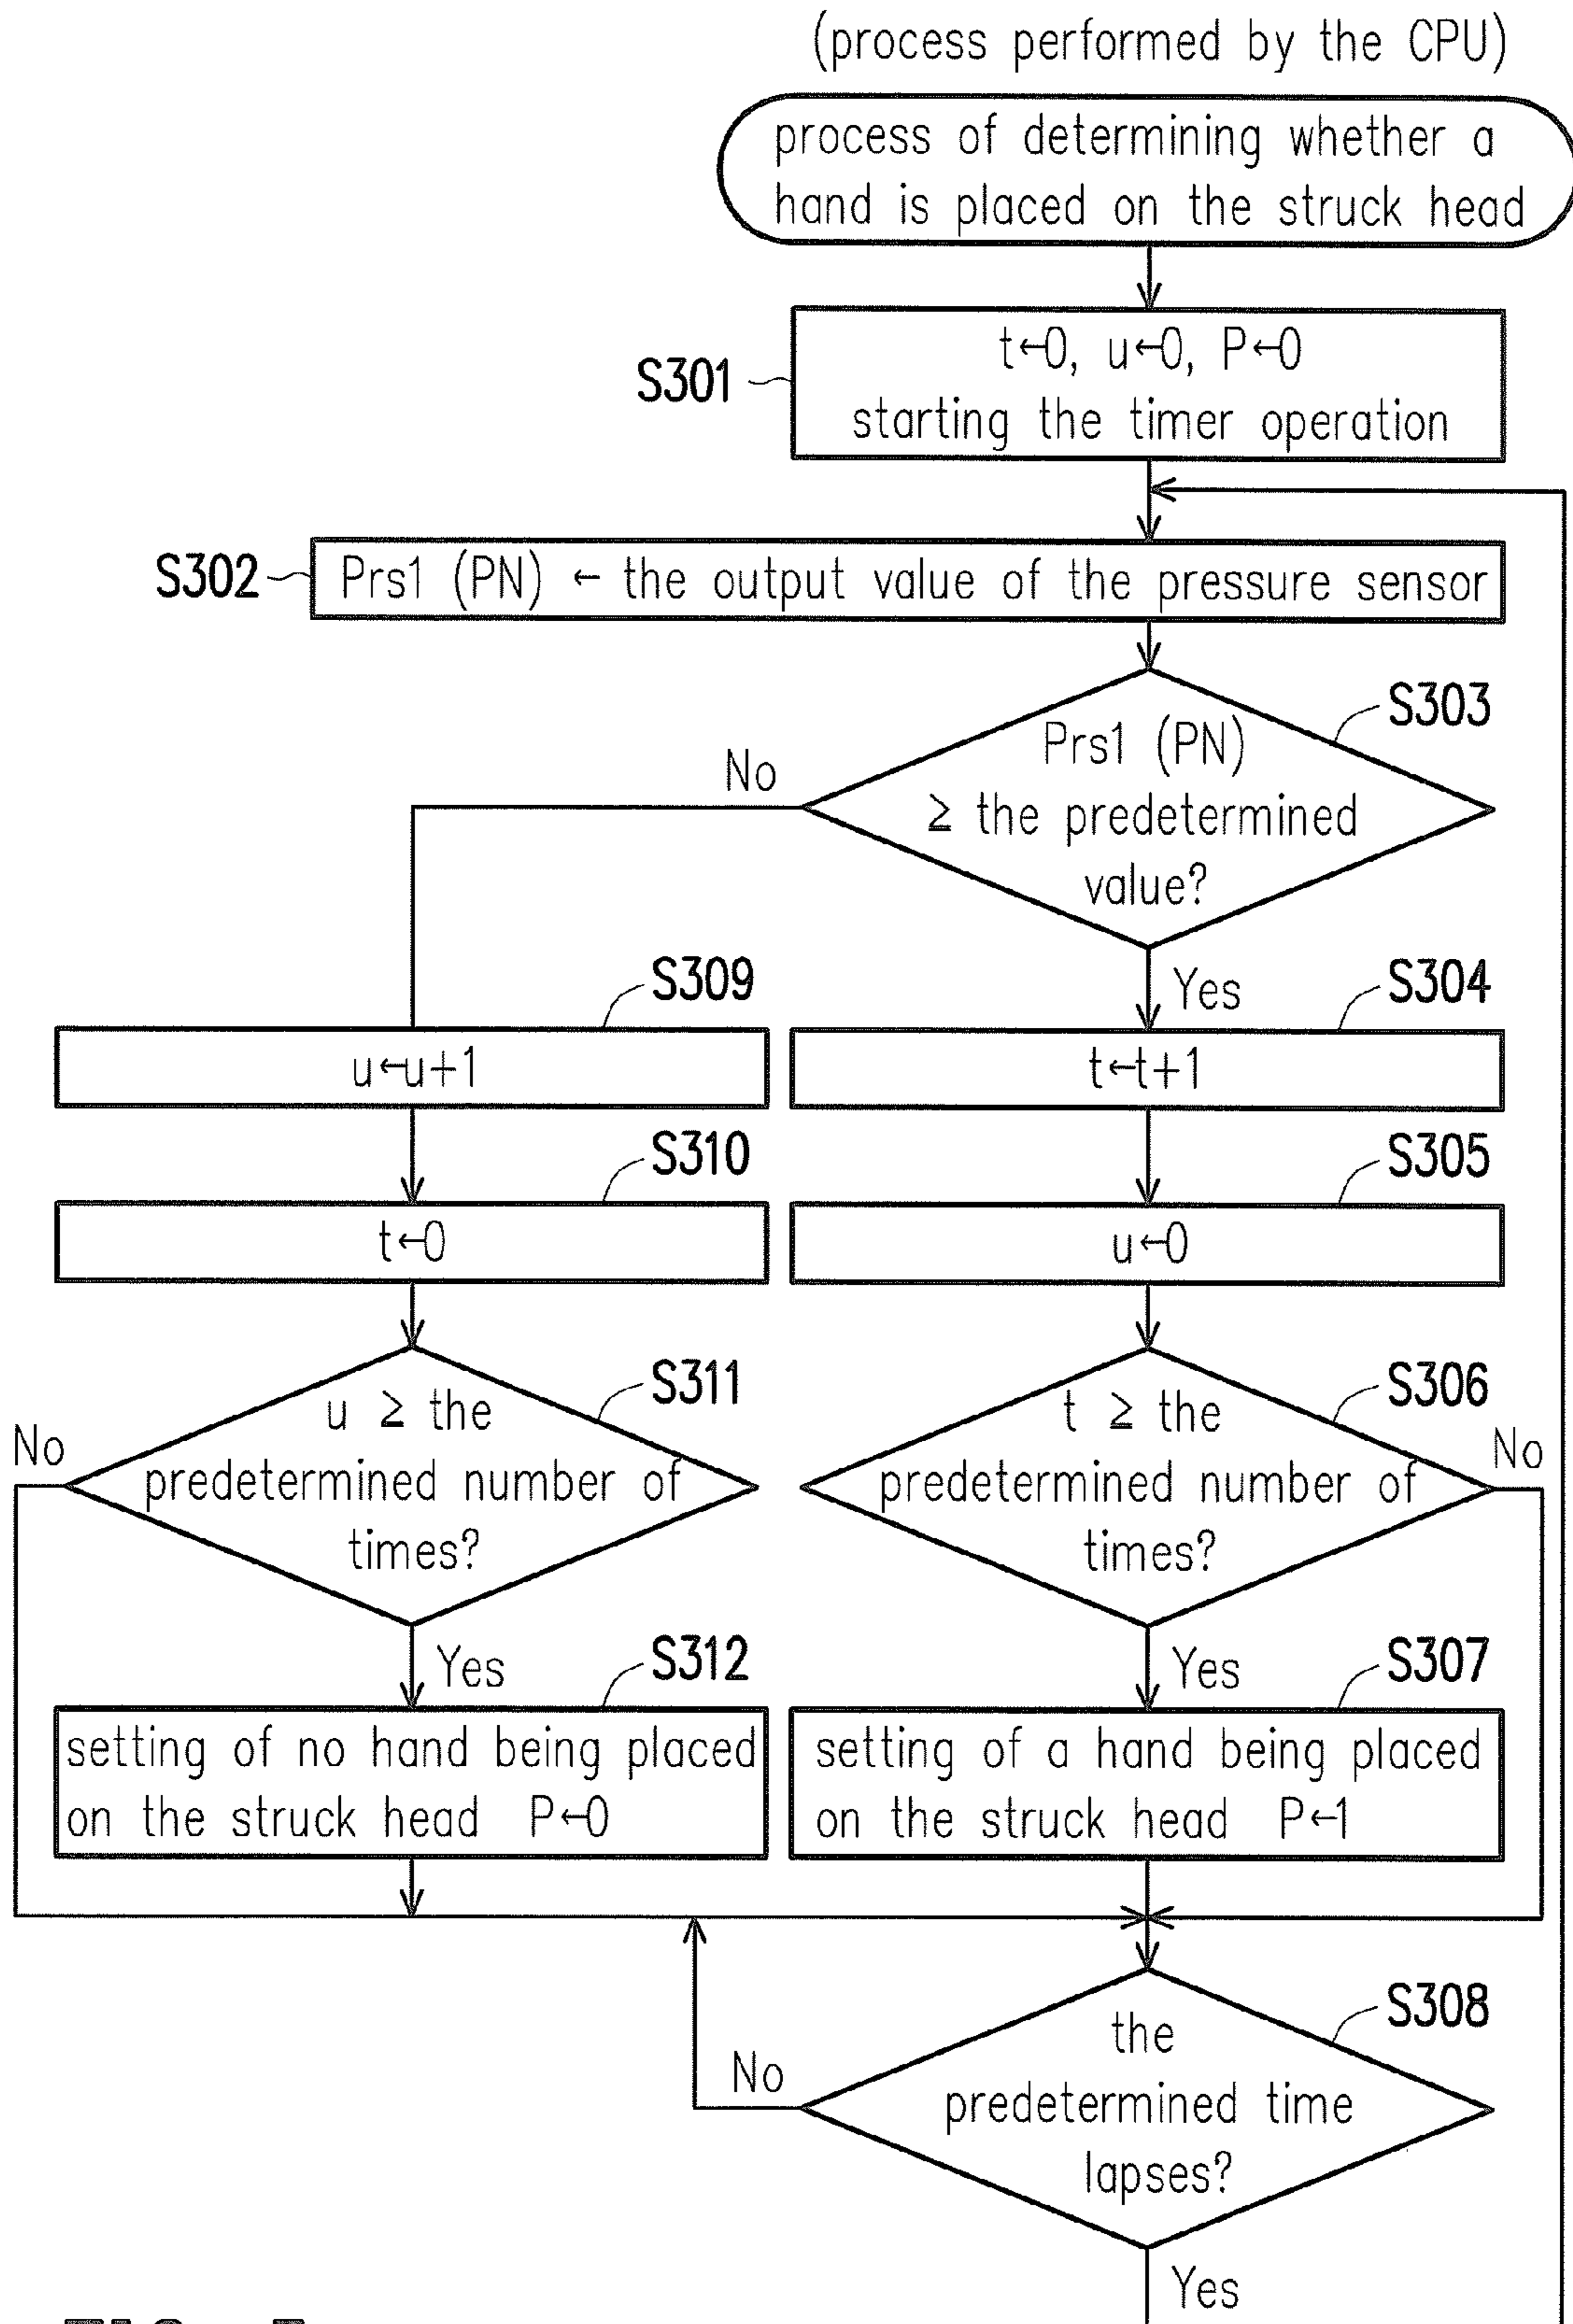 (process performed by the CPU)
process of determining whether a
hand is placed on the struck head
S301
t←0, u←0, P←0
starting the timer operation
S302
Prs1 (PN) ← the output value of the pressure sensor
S303
Prs1 (PN)
≥ the predetermined
value?
No
Yes
S309
u←u+1
S304
t←t+1
S310
t←0
S305
u←0
S311
u ≥ the
predetermined number of
times?
No
Yes
S306
t ≥ the
predetermined number of
times?
No
Yes
S312
setting of no hand being placed
on the struck head P←0
S307
setting of a hand being placed
on the struck head P←1
S308
the
predetermined time
lapses?
No
Yes